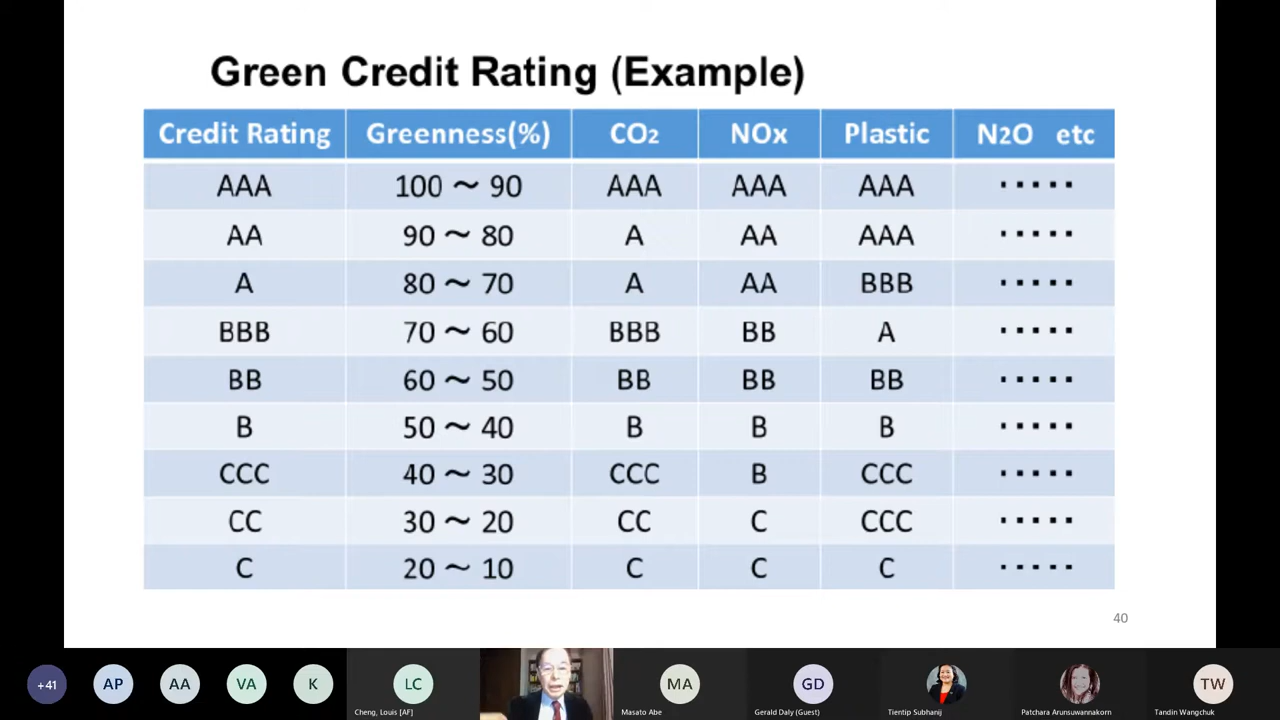 Green Credit Rating (Example)
Credit Rating Greenness(%) CO2 NOx Plastic N2O etc
AAA 100 ~ 90 AAA AAA AAA ·····
AA 90 ~ 80 A AA AAA ·····
A 80 ~ 70 A AA BBB ·····
BBB 70 ~ 60 BBB BB A ·····
BB 60 ~ 50 BB BB BB ·····
B 50 ~ 40 B B B ·····
CCC 40 ~ 30 CCC B CCC ·····
CC 30 ~ 20 CC C CCC ·····
C 20 ~ 10 C C C ·····
40
+41 AP AA VA K LC MA GD TW
Cheng, Louis [AF] Masato Abe Gerald Daly (Guest) Tientip Subhanij Patchara Arunsuwannakorn Tandin Wangchuk